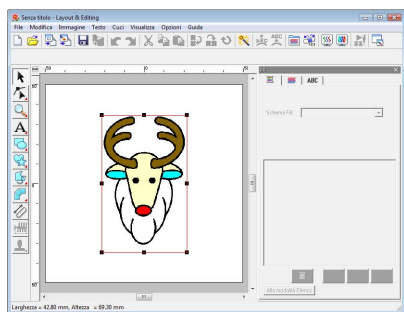 Senza titolo - Layout & Editing
File Modifica Immagine Testo Cuci Visualizza Opzioni Guida
ABC
Schema Fili
Alla modalità Elenco
Larghezza = 42.80 mm, Altezza = 69.30 mm